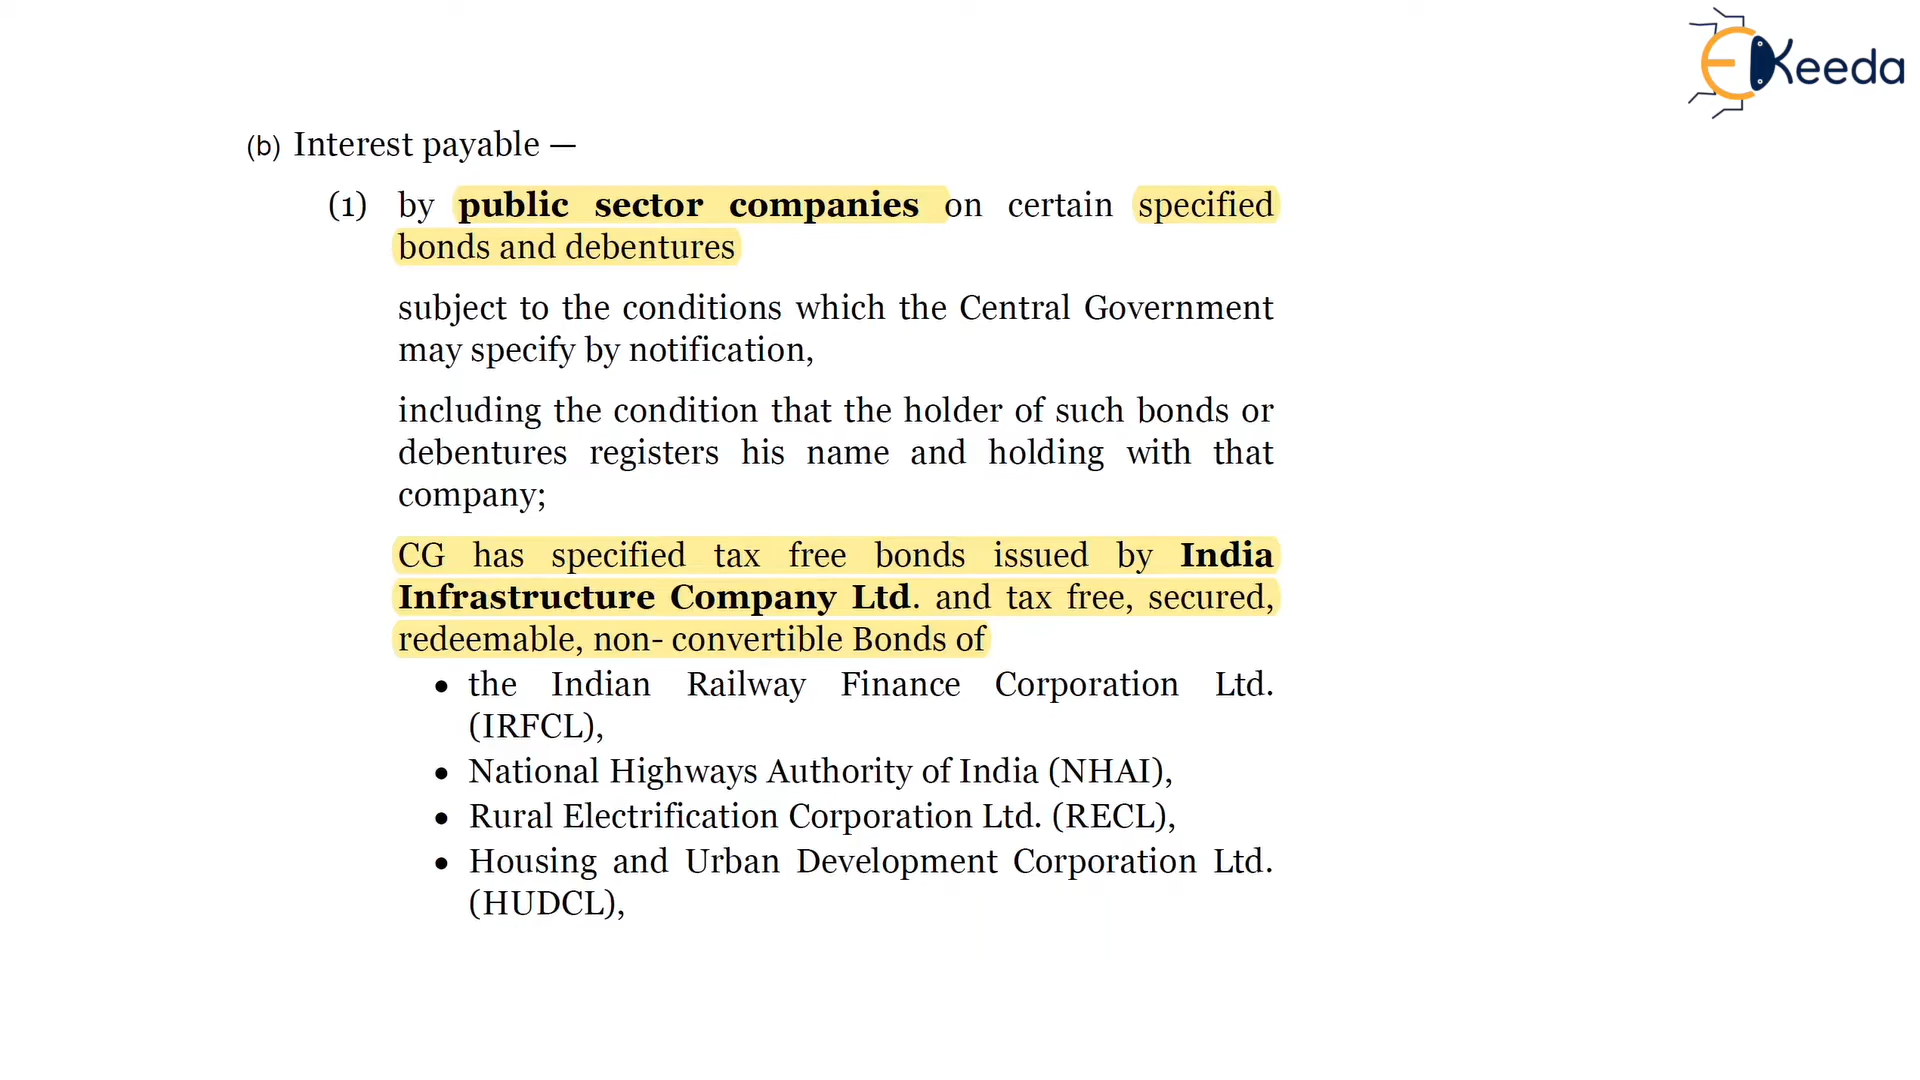 EKeeda
(b) Interest payable —
(1) by public sector companies on certain specified
bonds and debentures
subject to the conditions which the Central Government
may specify by notification,
including the condition that the holder of such bonds or
debentures registers his name and holding with that
company;
CG has specified tax free bonds issued by India
Infrastructure Company Ltd. and tax free, secured,
redeemable, non- convertible Bonds of
• the Indian Railway Finance Corporation Ltd.
(IRFCL),
• National Highways Authority of India (NHAI),
• Rural Electrification Corporation Ltd. (RECL),
• Housing and Urban Development Corporation Ltd.
(HUDCL),